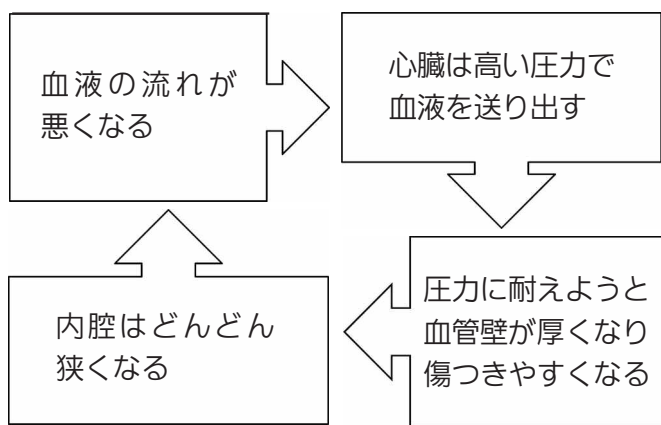 血液の流れが
悪くなる
心臓は高い圧力で
血液を送り出す
圧力に耐えようと
血管壁が厚くなり
傷つきやすくなる
内腔はどんどん
狭くなる